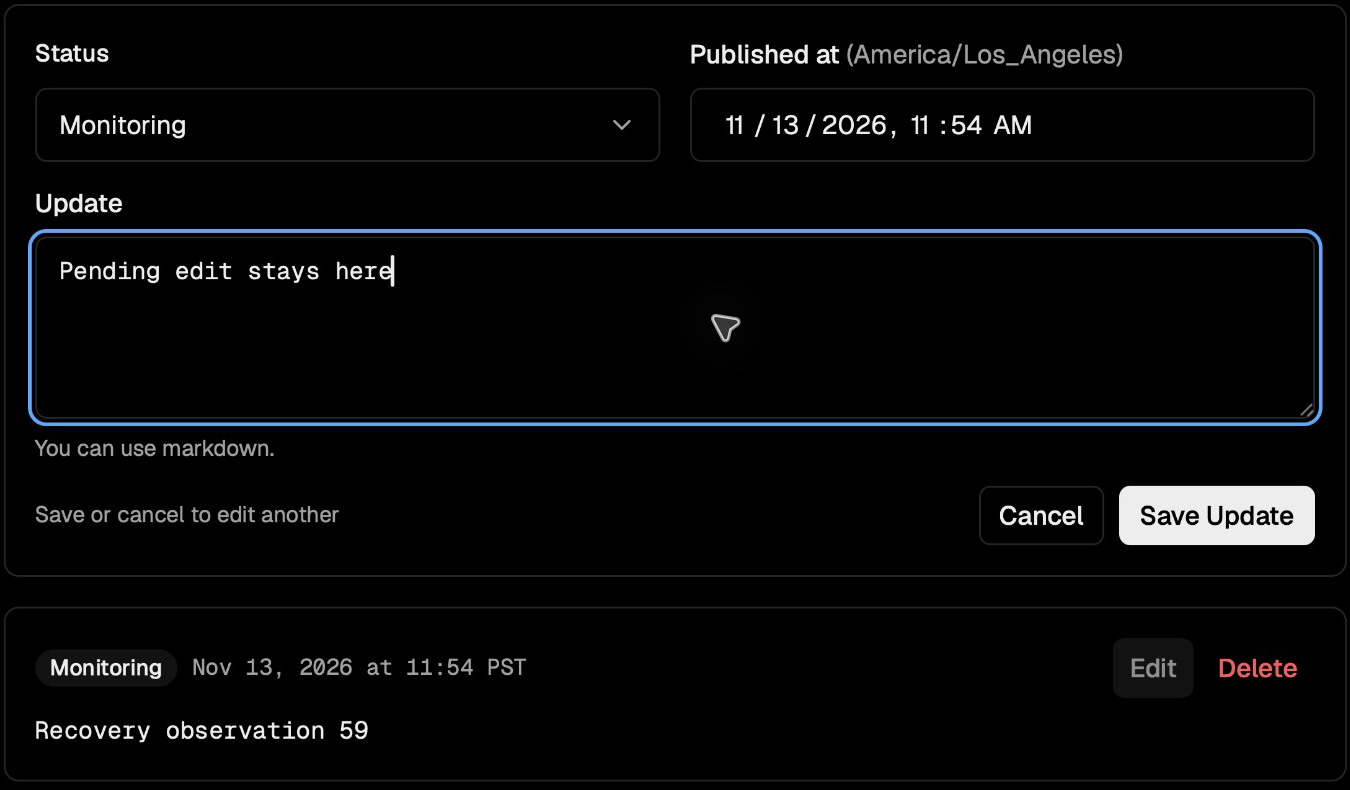 Status
Published at (America/Los_Angeles)
Monitoring
11 / 13 / 2026, 11 : 54 AM
Update
Pending edit stays here
You can use markdown.
Save or cancel to edit another
Cancel
Save Update
Monitoring
Nov 13, 2026 at 11:54 PST
Edit
Delete
Recovery observation 59